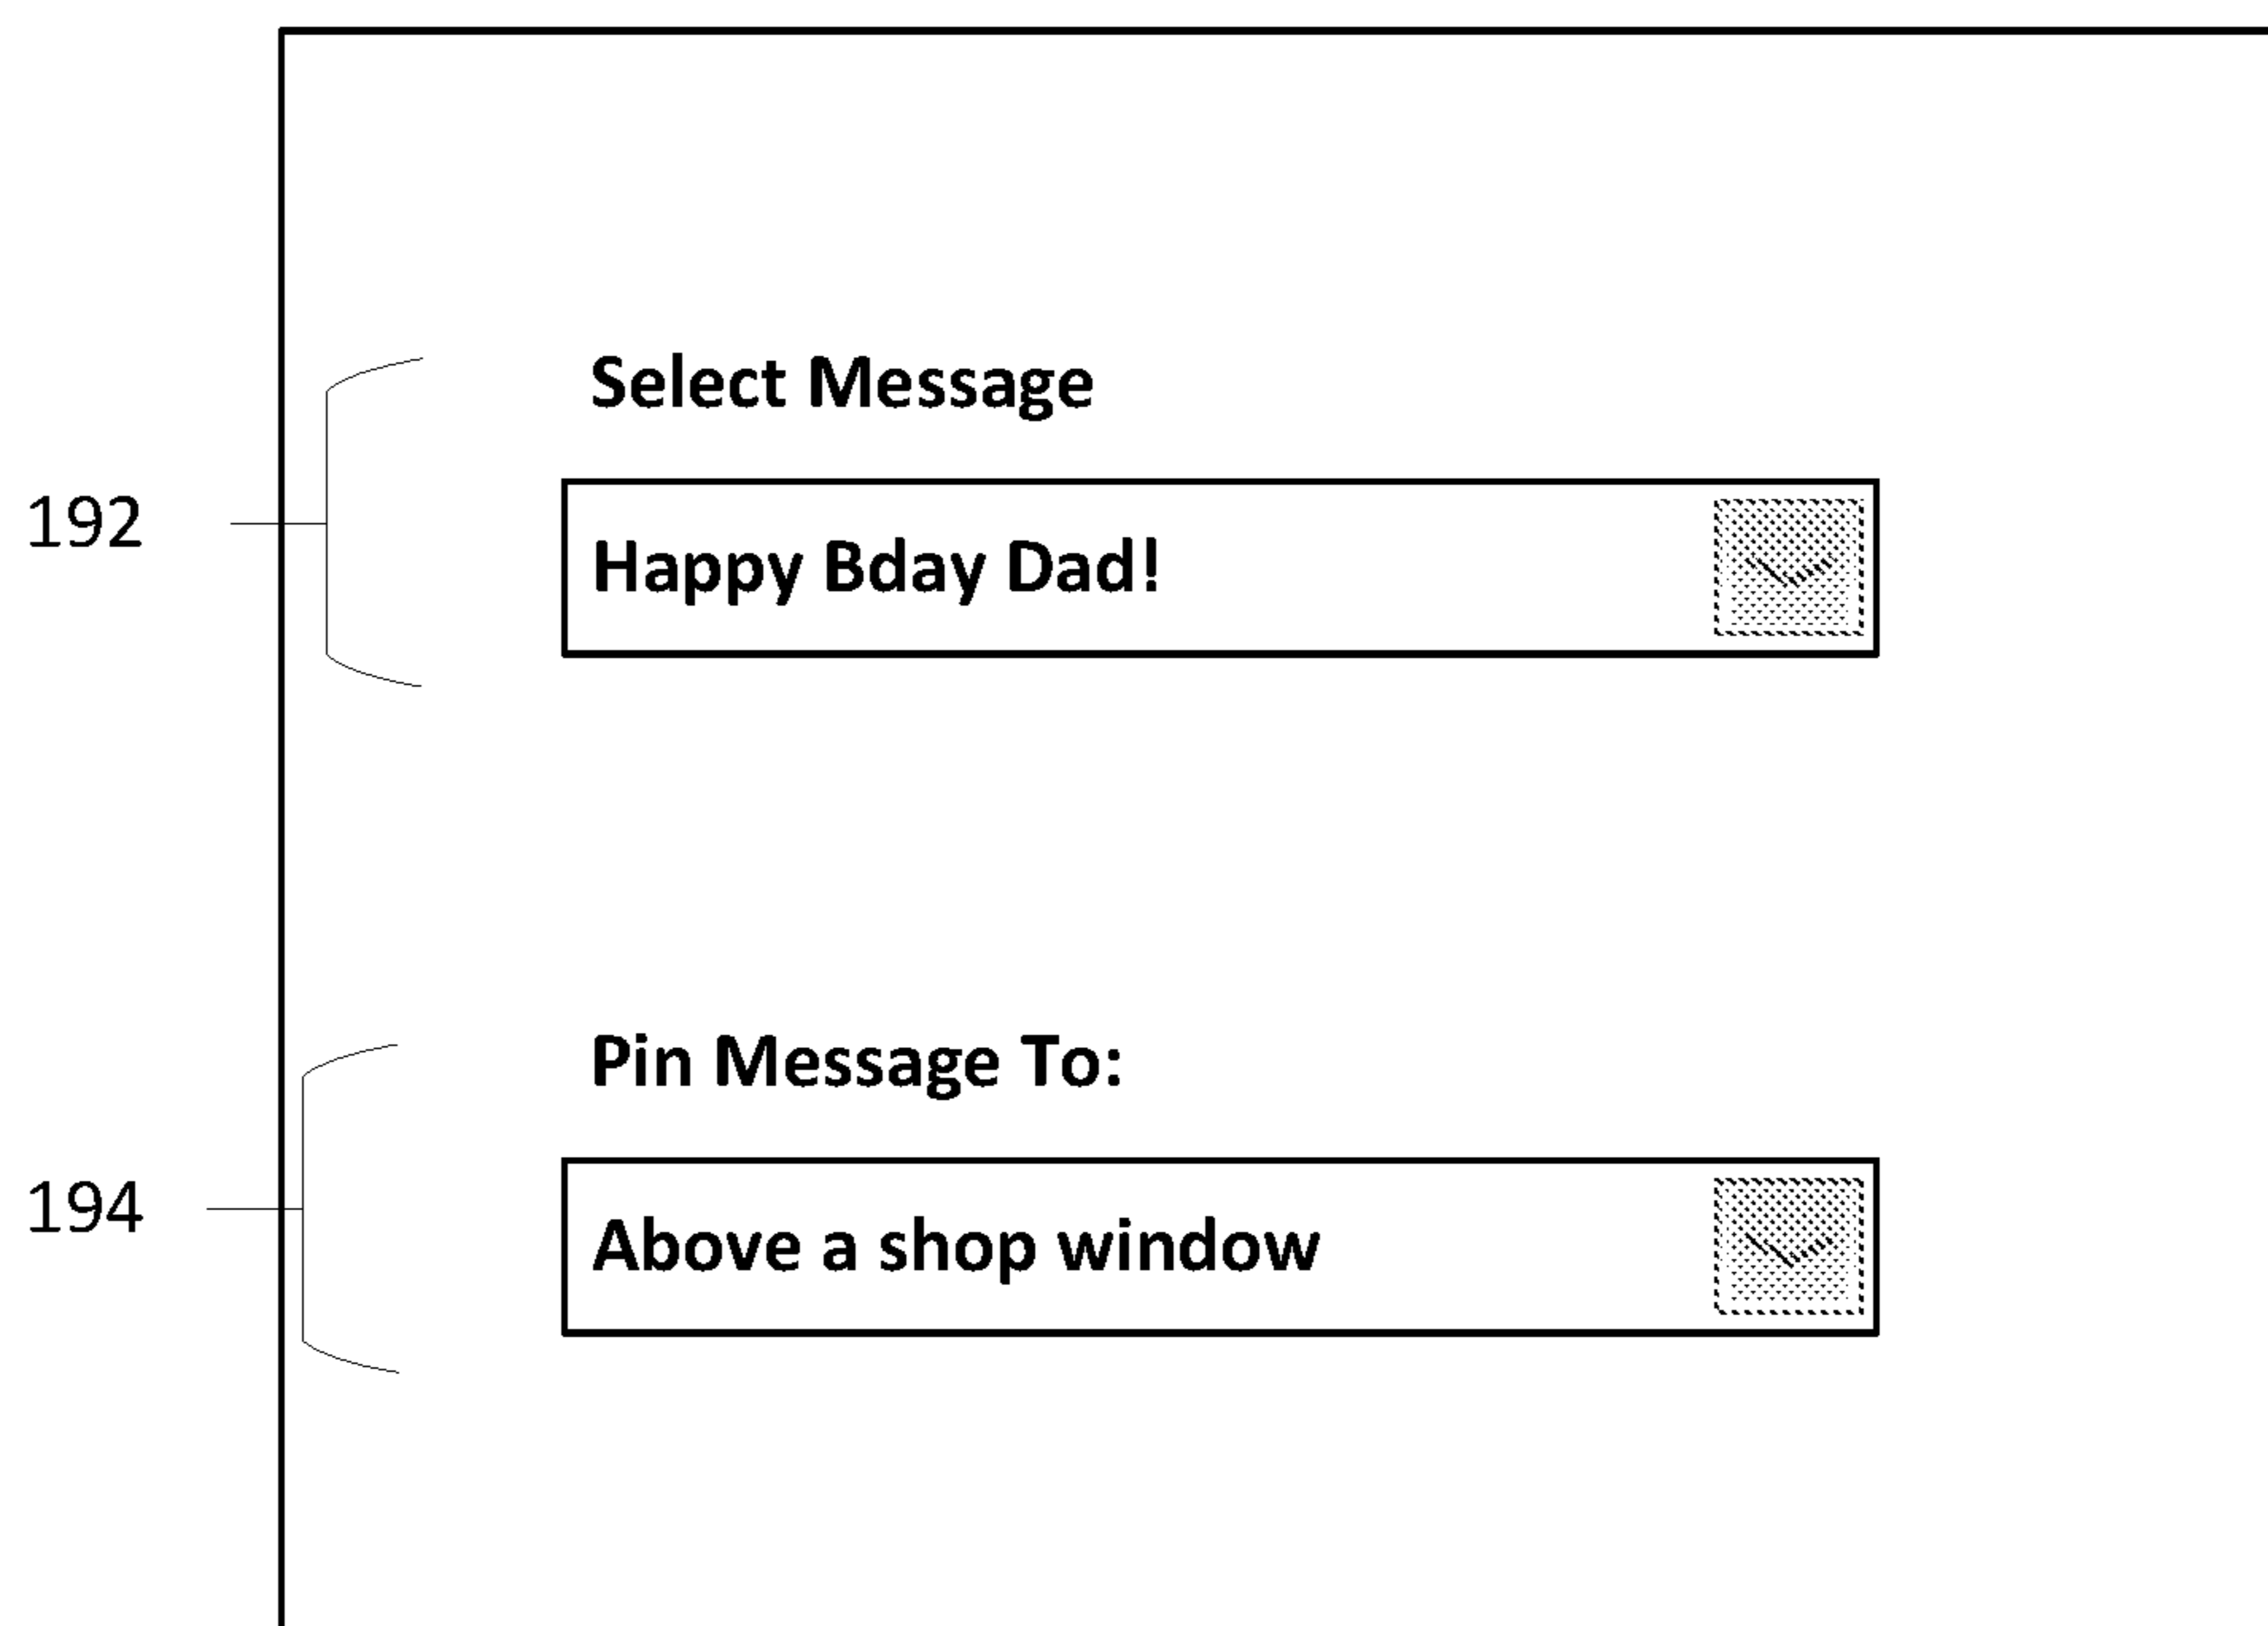 Select Message
192
Happy Bday Dad!
Pin Message To:
194
Above a shop window